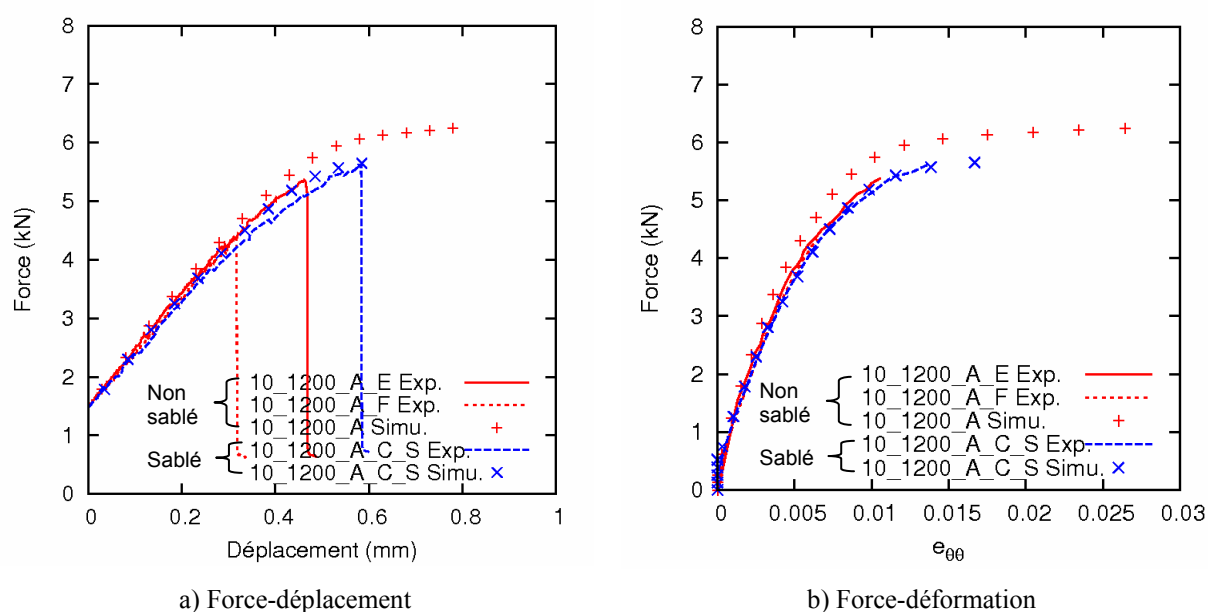 8
7
6
5
4
3
2
1
0
Force (kN)
Non
sablé
Sablé
10_1200_A_E Exp.
10_1200_A_F Exp.
10_1200_A Simu.
10_1200_A_C_S Exp.
10_1200_A_C_S Simu.
0 0.2 0.4 0.6 0.8 1
Déplacement (mm)
a) Force-déplacement
8
7
6
5
4
3
2
1
0
Force (kN)
Non
sablé
Sablé
10_1200_A_E Exp.
10_1200_A_F Exp.
10_1200_A Simu.
10_1200_A_C_S Exp.
10_1200_A_C_S Simu.
0 0.005 0.01 0.015 0.02 0.025 0.03
eθθ
b) Force-déformation